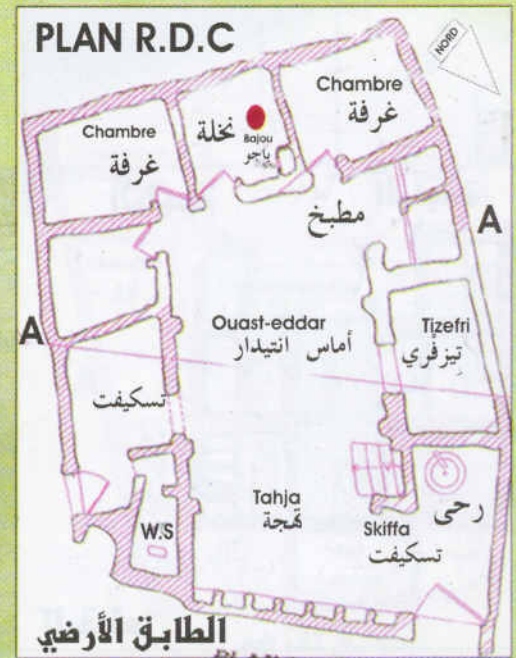 PLAN R.D.C
NORD
Chambre
غرفة
نخلة
Bajou
باجو
Chambre
غرفة
مطبخ
A
A
Ouast-eddar
أماس انتيدار
Tizefri
تيزفري
تسكيفت
W.S
Tahja
تهجة
Skiffa
تسكيفت
رحى
الطابق الأرضي